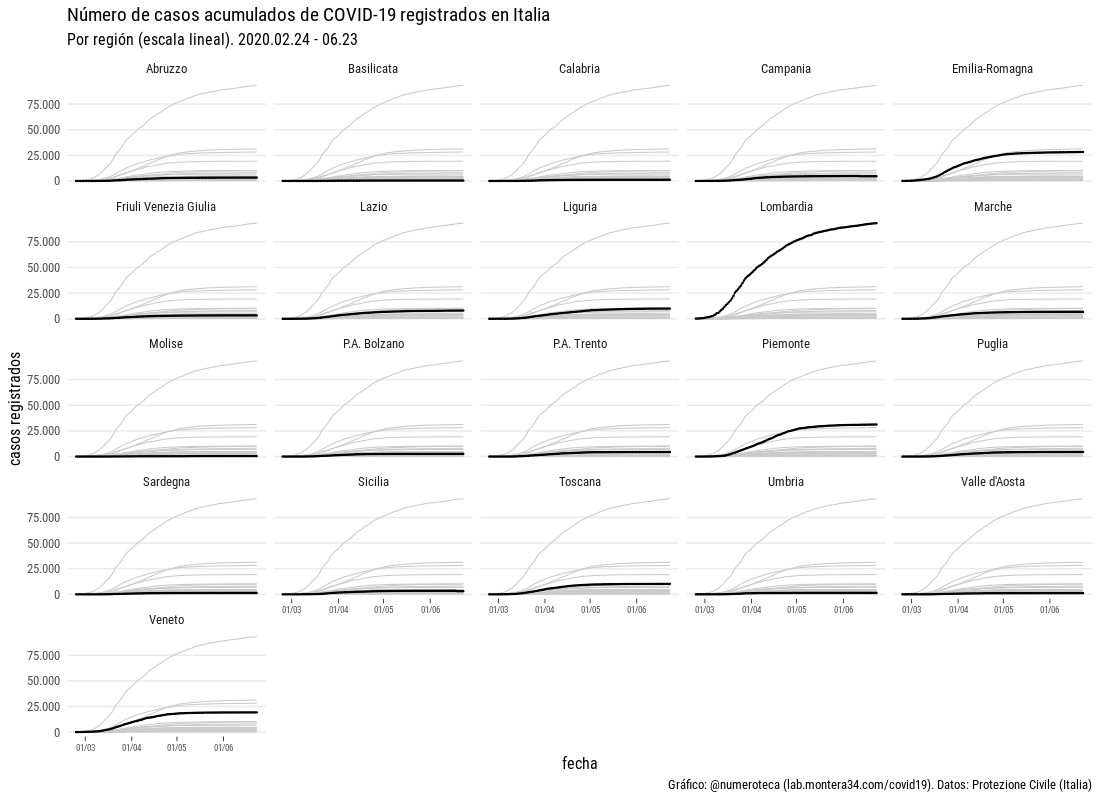 Número de casos acumulados de COVID-19 registrados en Italia
Por región (escala lineal). 2020.02.24 - 06.23
Abruzzo Basilicata Calabria Campania Emilia-Romagna
75.000
50.000
25.000
0
Friuli Venezia Giulia Lazio Liguria Lombardia Marche
75.000
50.000
25.000
0
casos registrados
Molise P.A. Bolzano P.A. Trento Piemonte Puglia
75.000
50.000
25.000
0
Sardegna Sicilia Toscana Umbria Valle d'Aosta
75.000
50.000
25.000
0
01/03 01/04 01/05 01/06 01/03 01/04 01/05 01/06 01/03 01/04 01/05 01/06 01/03 01/04 01/05 01/06
Veneto
75.000
50.000
25.000
0
01/03 01/04 01/05 01/06
fecha
Gráfico: @numeroteca (lab.montera34.com/covid19). Datos: Protezione Civile (Italia)